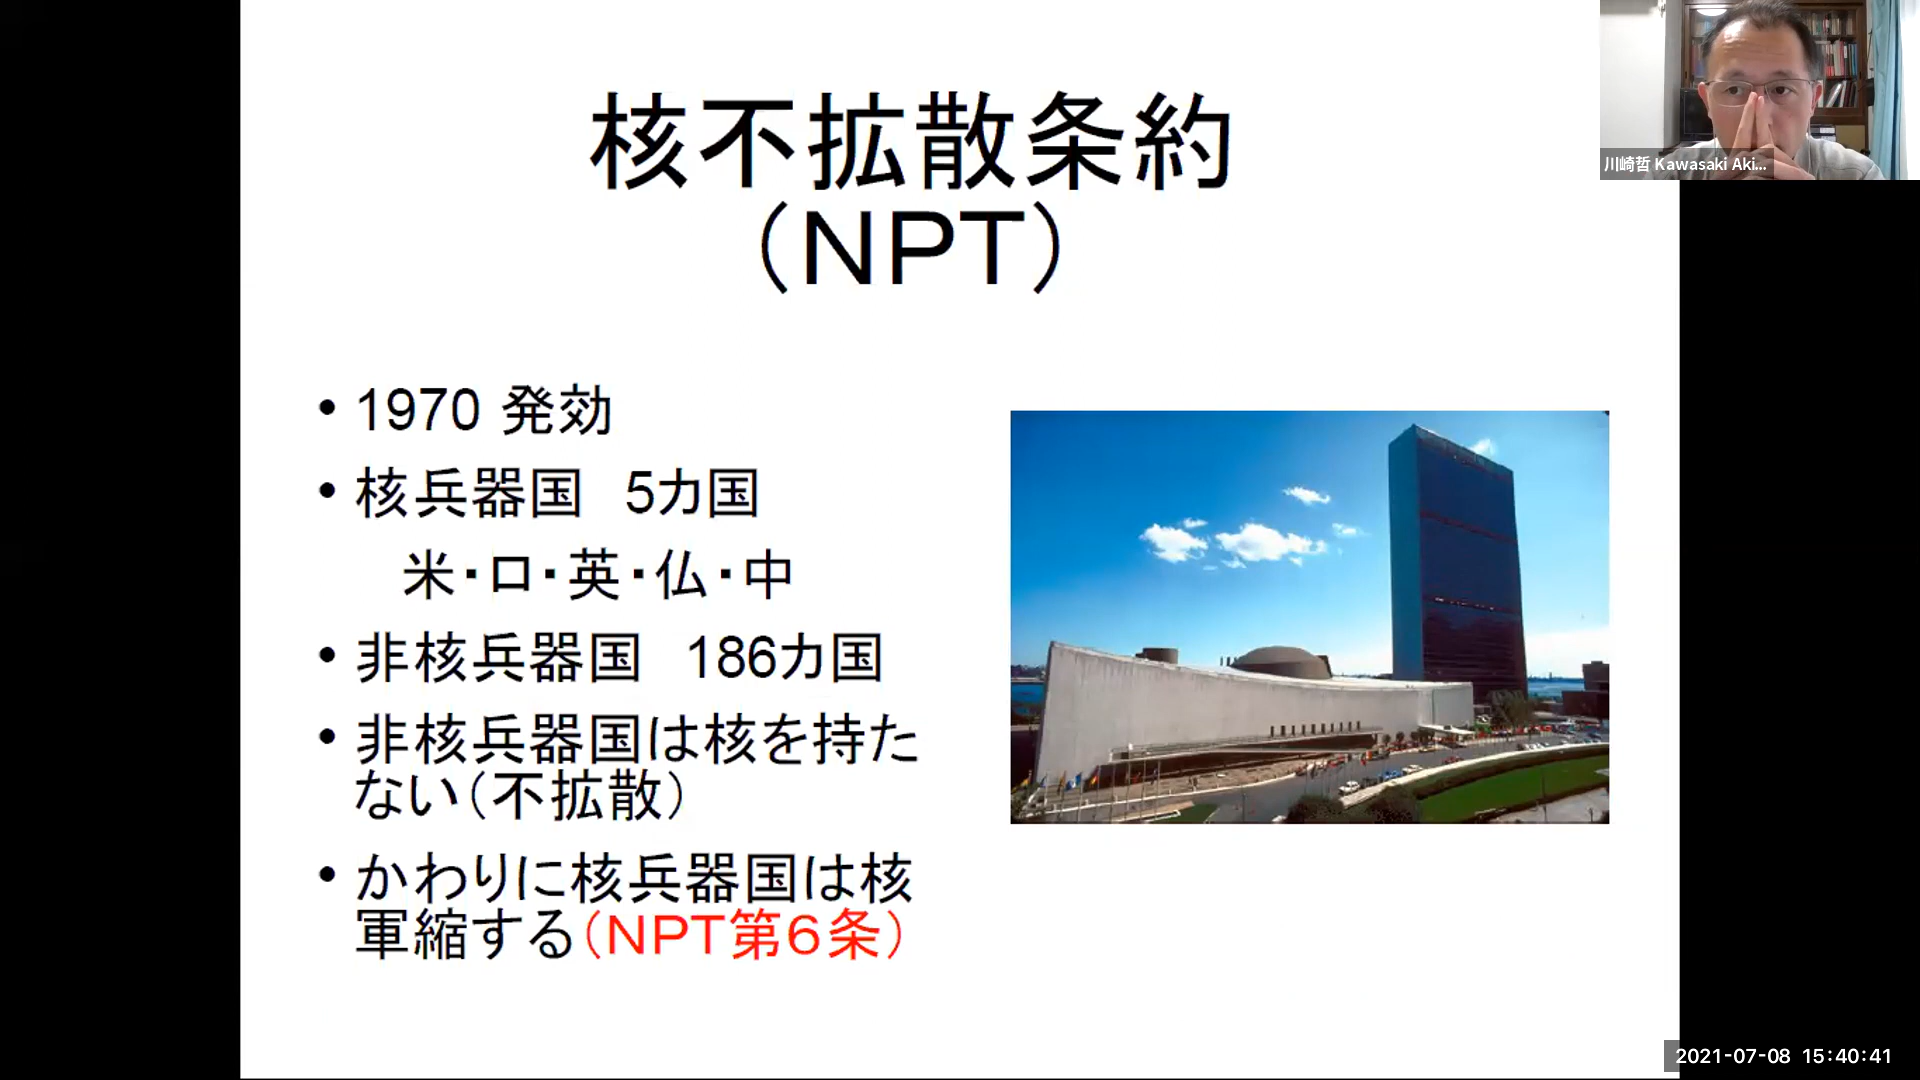 核不拡散条約
（NPT）
• 1970 発効
• 核兵器国　5カ国
米・ロ・英・仏・中
• 非核兵器国　186カ国
• 非核兵器国は核を持た
ない（不拡散）
• かわりに核兵器国は核
軍縮する（NPT第６条）
川崎哲 Kawasaki Aki...
2021-07-08 15:40:41